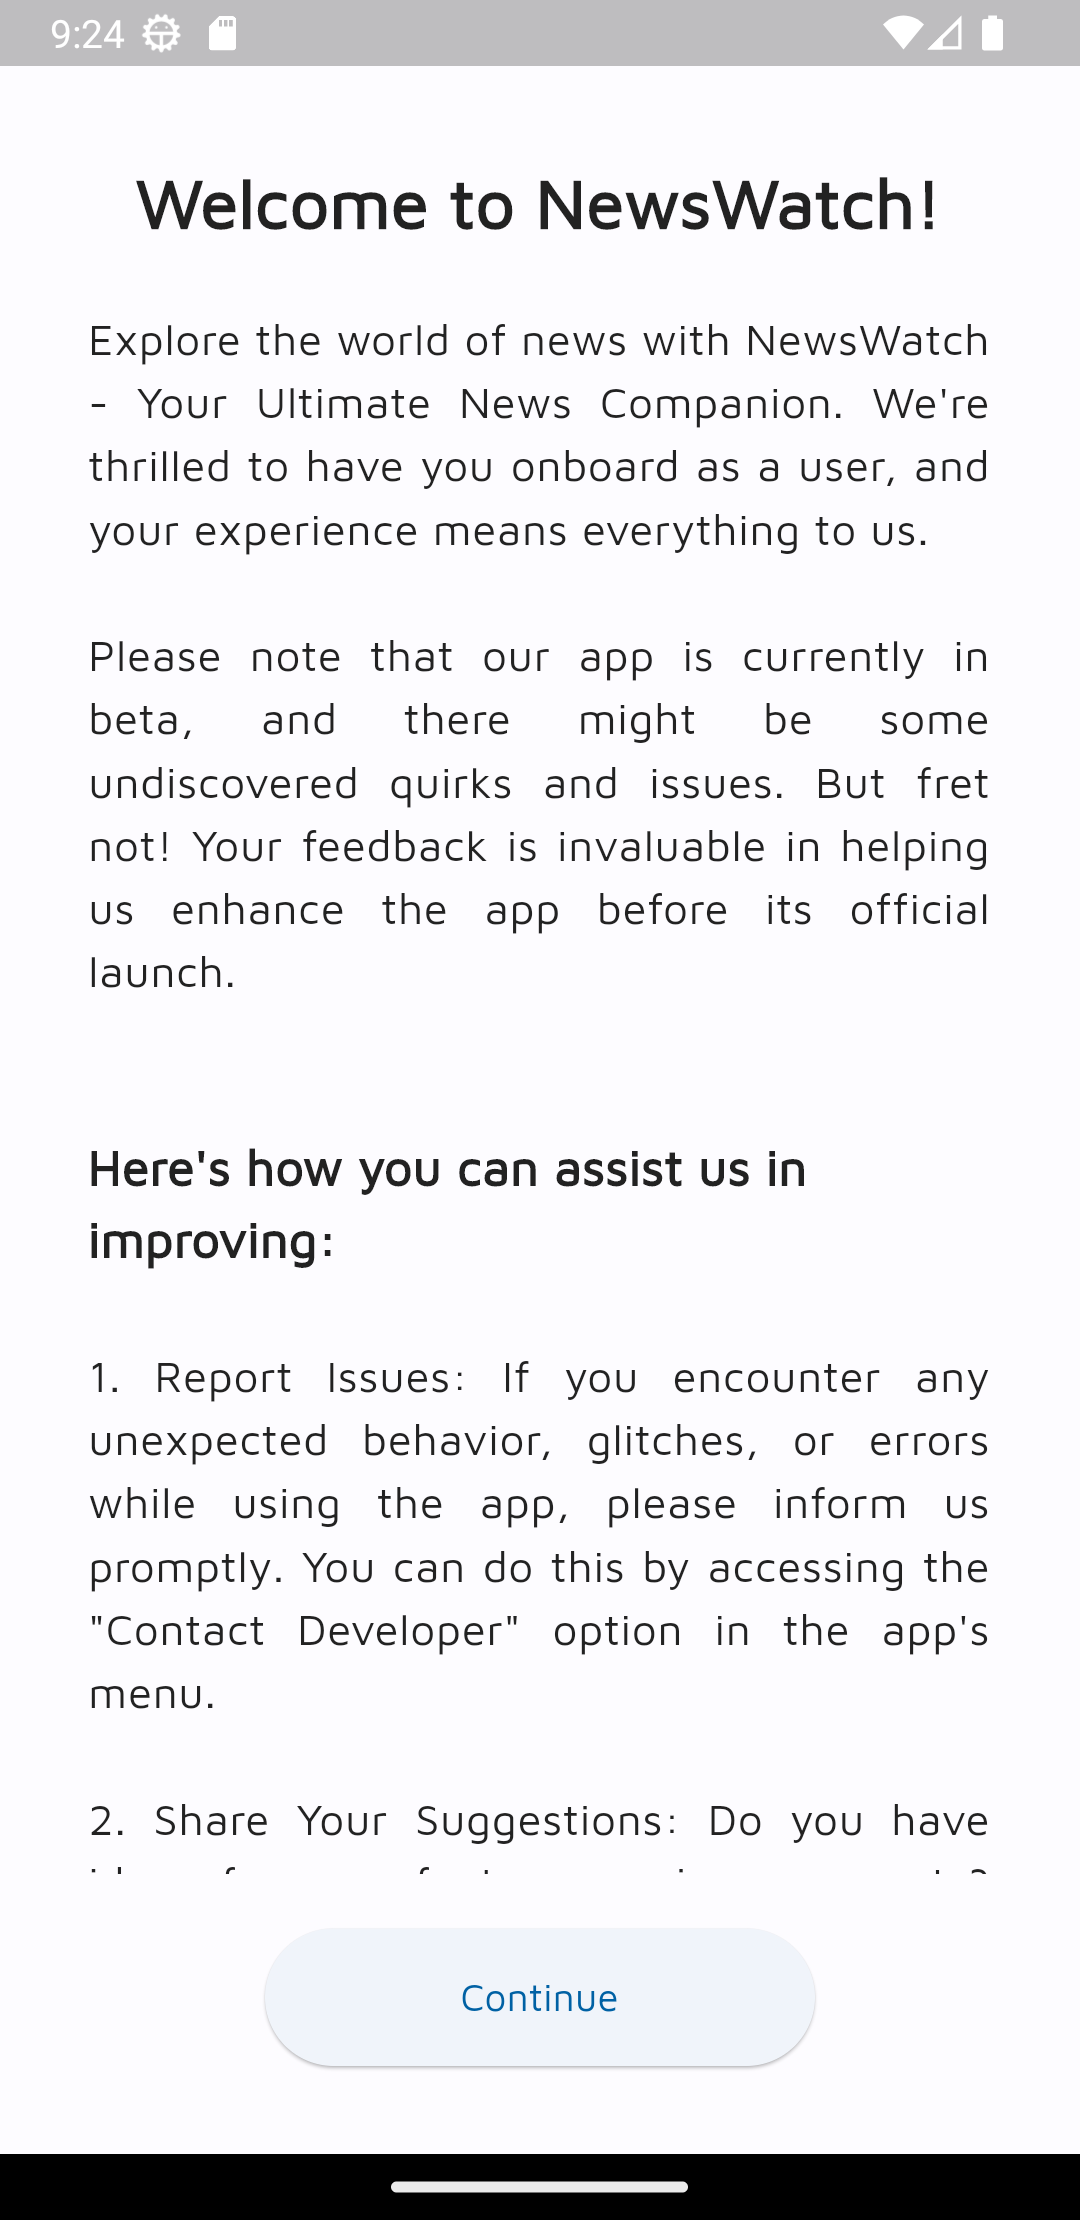 9:24
Welcome to NewsWatch!
Explore the world of news with NewsWatch
- Your Ultimate News Companion. We're
thrilled to have you onboard as a user, and
your experience means everything to us.
Please note that our app is currently in
beta, and there might be some
undiscovered quirks and issues. But fret
not! Your feedback is invaluable in helping
us enhance the app before its official
launch.
Here's how you can assist us in
improving:
1. Report Issues: If you encounter any
unexpected behavior, glitches, or errors
while using the app, please inform us
promptly. You can do this by accessing the
"Contact Developer" option in the app's
menu.
2. Share Your Suggestions: Do you have
Continue